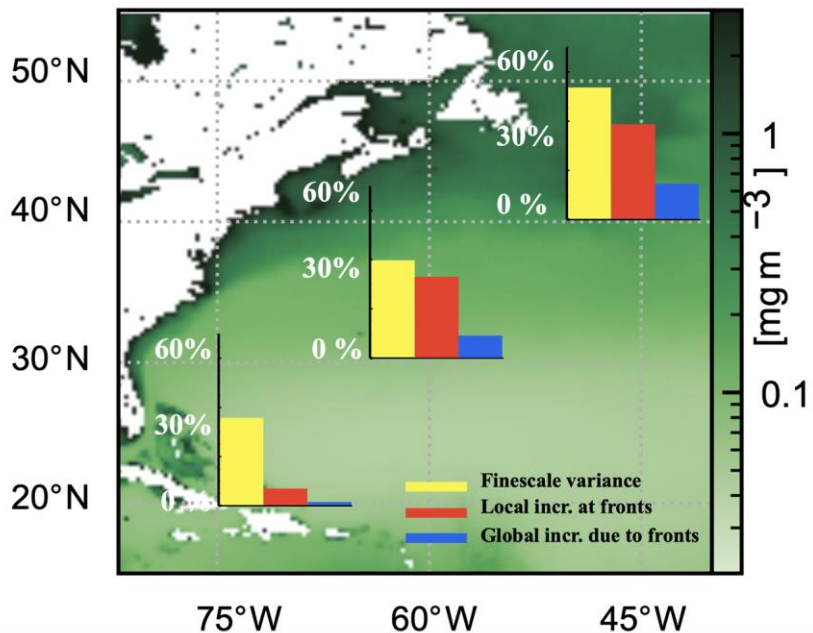 50°N
40°N
30°N
20°N
75°W
60°W
45°W
60%
30%
0 %
60%
30%
0 %
60%
30%
0 %
Finescale variance
Local incr. at fronts
Global incr. due to fronts
1
0.1
[mg m −3 ]